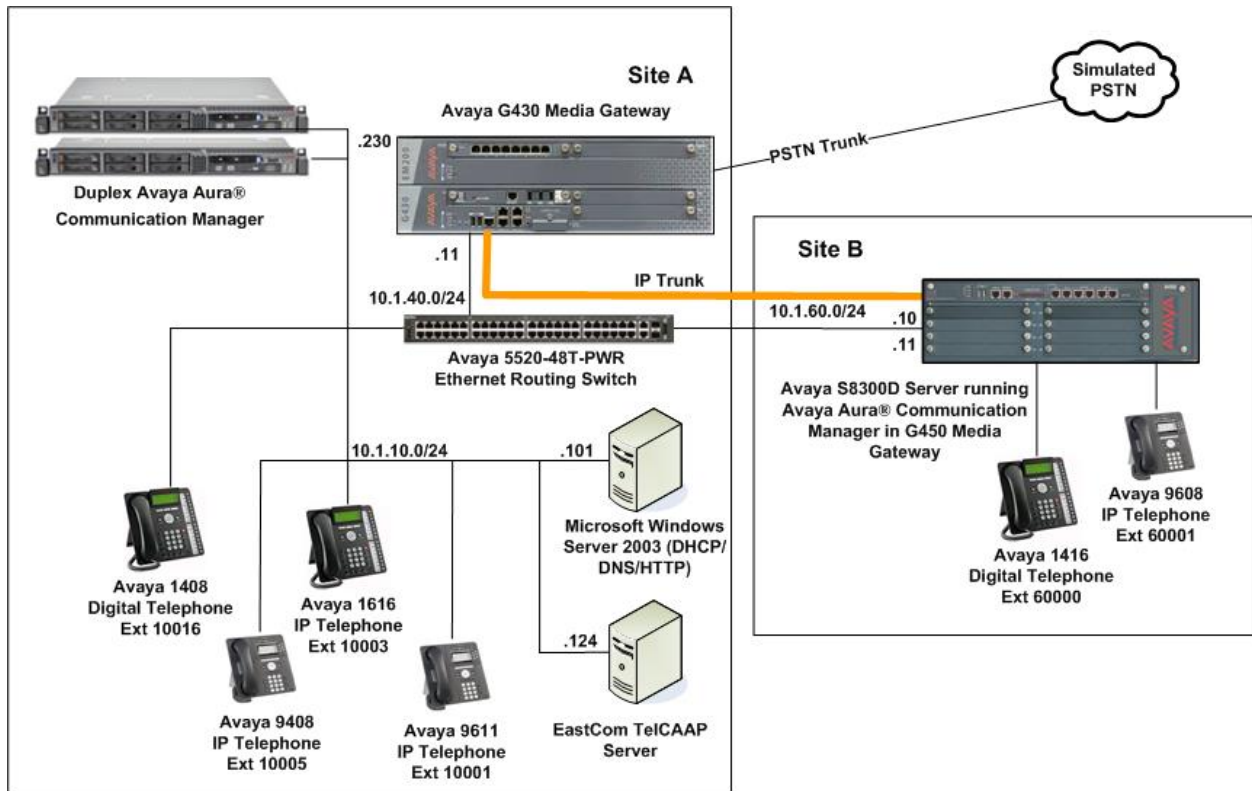 Site A
Simulated
PSTN
Avaya G430 Media Gateway
.230
EM200
AVAYA
G430
AVAYA
PSTN Trunk
Duplex Avaya Aura®
Communication Manager
.11
IP Trunk
10.1.40.0/24
Site B
10.1.60.0/24
.10
.11
AVAYA
Avaya 5520-48T-PWR
Ethernet Routing Switch
Avaya S8300D Server running
Avaya Aura® Communication
Manager in G450 Media
Gateway
10.1.10.0/24
.101
Microsoft Windows
Server 2003 (DHCP/
DNS/HTTP)
Avaya 9608
IP Telephone
Ext 60001
Avaya 1416
Digital Telephone
Ext 60000
Avaya 1408
Digital Telephone
Ext 10016
Avaya 1616
IP Telephone
Ext 10003
.124
Avaya 9408
IP Telephone
Ext 10005
Avaya 9611
IP Telephone
Ext 10001
EastCom TelCAAP
Server